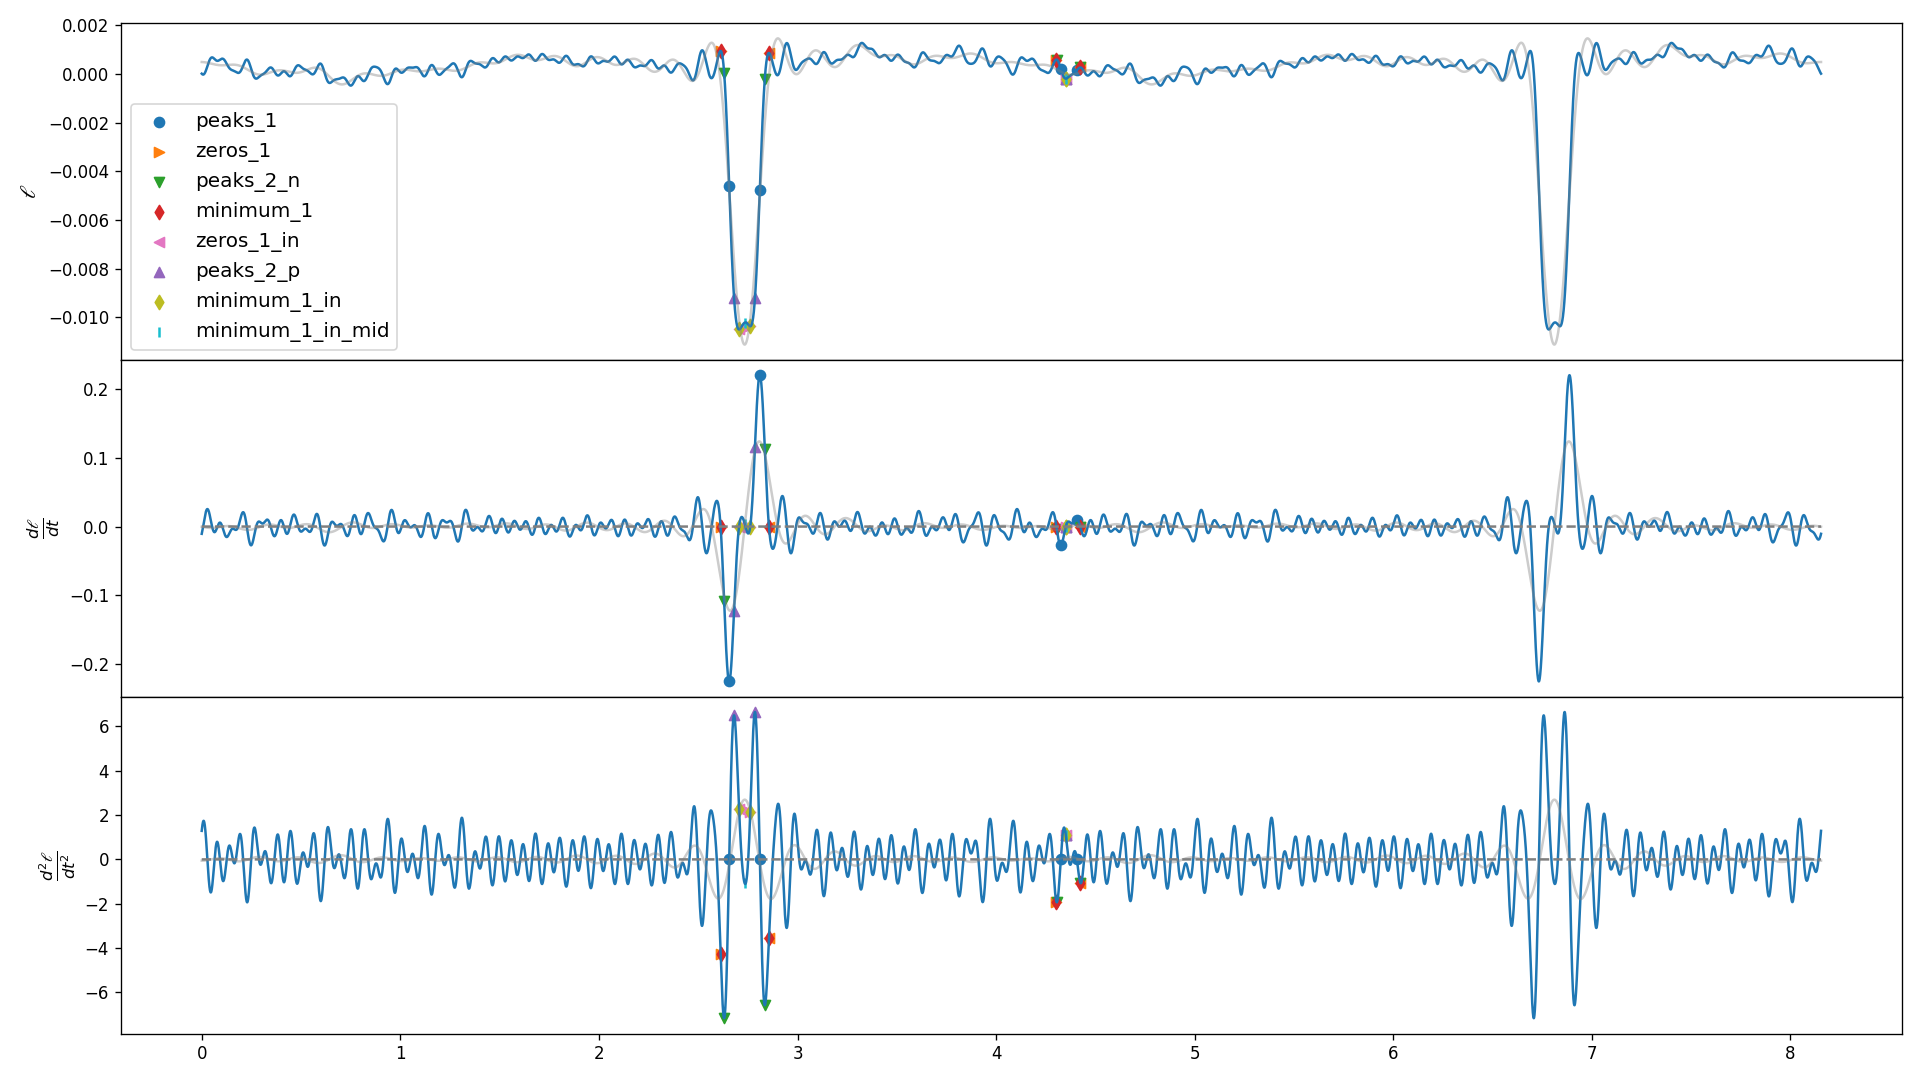 0.002
0.000
−0.002
−0.004
−0.006
−0.008
−0.010
ℓ
peaks_1
zeros_1
peaks_2_n
minimum_1
zeros_1_in
peaks_2_p
minimum_1_in
minimum_1_in_mid
0.2
0.1
0.0
−0.1
−0.2
dℓ
dt
6
4
2
0
−2
−4
−6
d²ℓ
dt²
0 1 2 3 4 5 6 7 8